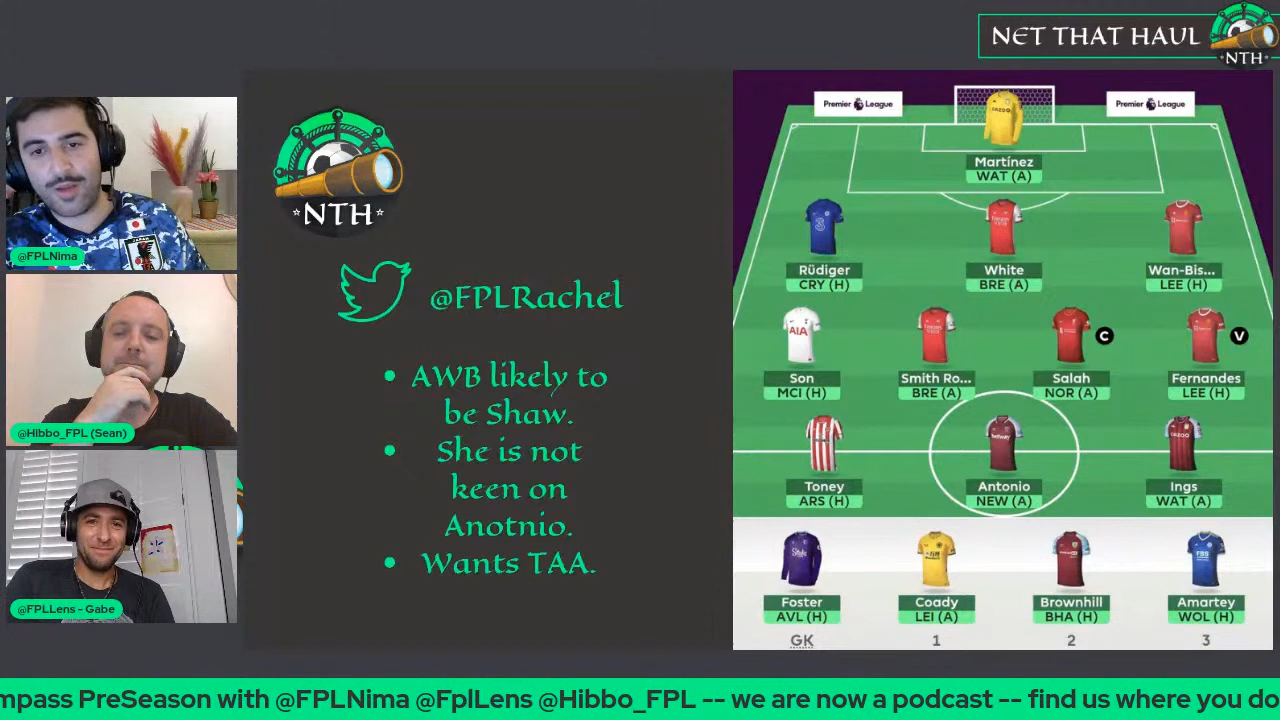 NET THAT HAUL
NTH
@FPLNima
@Hibbo_FPL (Sean)
@FPLLens - Gabe
NTH
@FPLRachel
• AWB likely to
be Shaw.
• She is not
keen on
Anotnio.
• Wants TAA.
Premier League
Premier League
Martínez
WAT (A)
Rüdiger
CRY (H)
White
BRE (A)
Wan-Bis...
LEE (H)
Son
MCI (H)
Smith Ro...
BRE (A)
Salah
NOR (A)
C
Fernandes
LEE (H)
V
Toney
ARS (H)
Antonio
NEW (A)
Ings
WAT (A)
Foster
AVL (H)
Coady
LEI (A)
Brownhill
BHA (H)
Amartey
WOL (H)
GK
1
2
3
mpass PreSeason with @FPLNima @FplLens @Hibbo_FPL -- we are now a podcast -- find us where you do